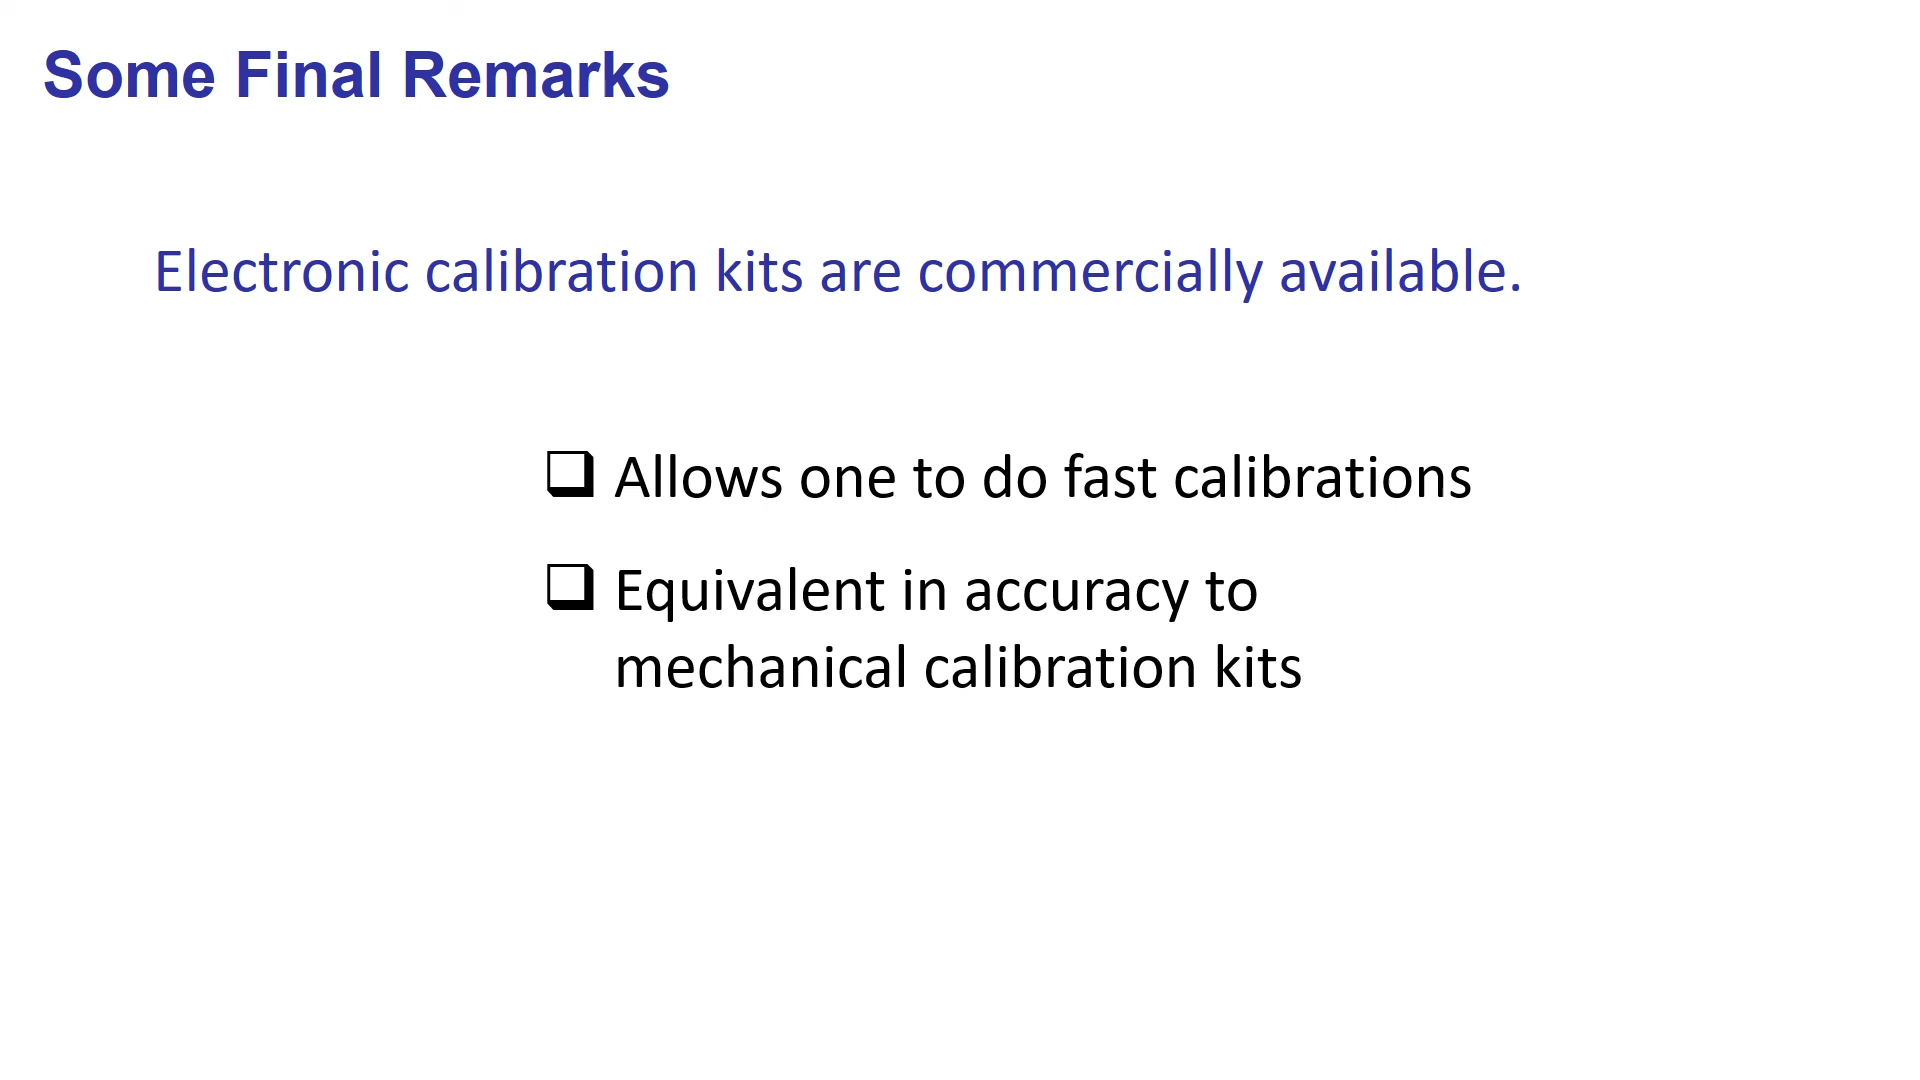 Some Final Remarks
Electronic calibration kits are commercially available.
❑ Allows one to do fast calibrations
❑ Equivalent in accuracy to
mechanical calibration kits